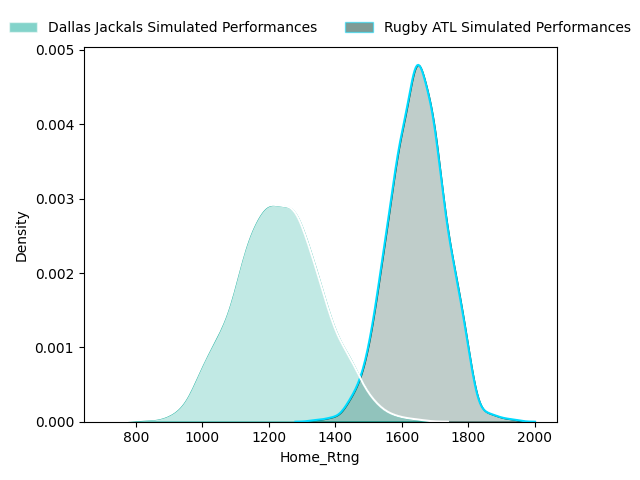 Dallas Jackals Simulated Performances Rugby ATL Simulated Performances
0.005
0.004
0.003
0.002
0.001
0.000
Density
800 1000 1200 1400 1600 1800 2000
Home_Rtng